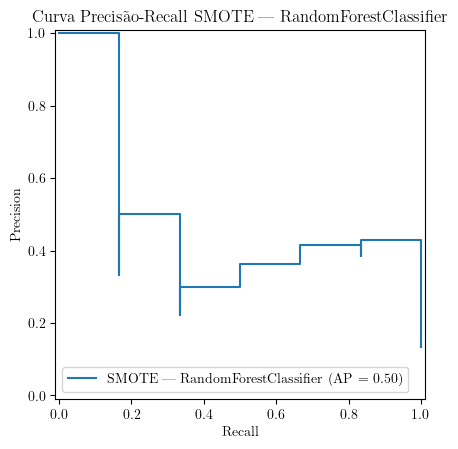 Curva Precisão-Recall SMOTE — RandomForestClassifier
1.0
0.8
0.6
0.4
0.2
0.0
Precision
SMOTE — RandomForestClassifier (AP = 0.50)
0.0 0.2 0.4 0.6 0.8 1.0
Recall